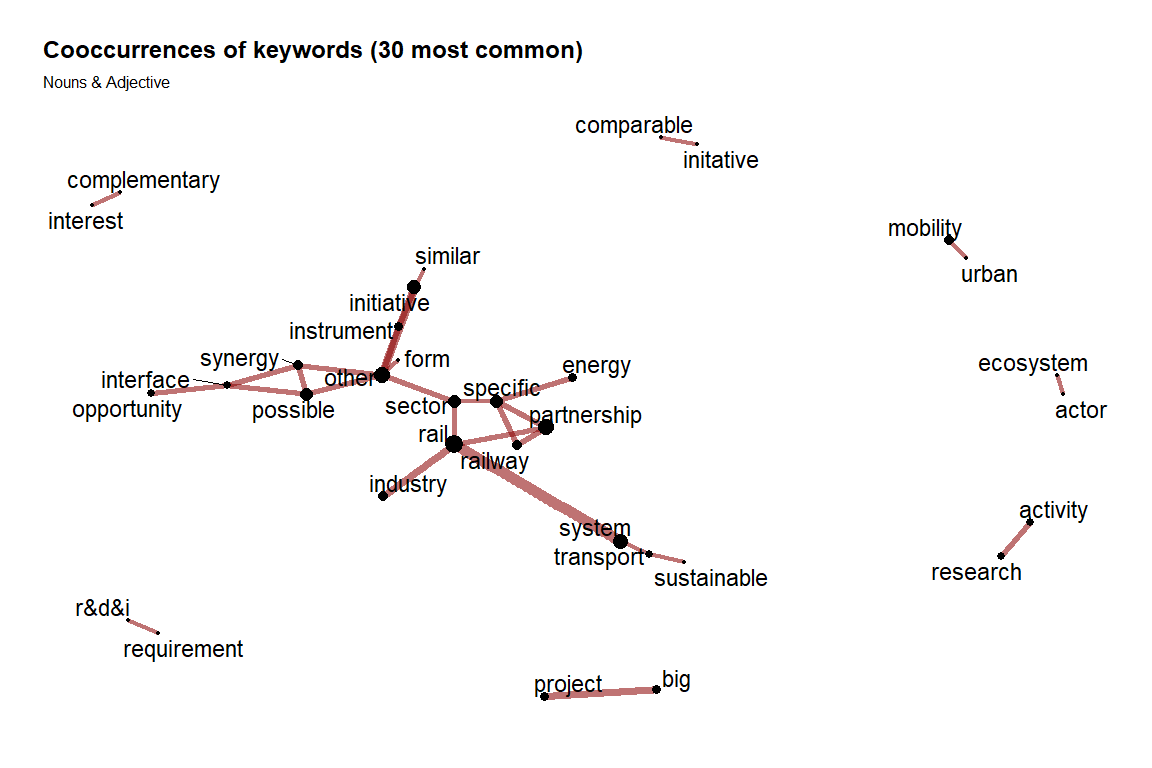 Cooccurrences of keywords (30 most common)
Nouns & Adjective
comparable
initative
complementary
interest
mobility
urban
similar
initiative
instrument
synergy
form
interface
other
opportunity
possible
energy
specific
sector
partnership
rail
railway
industry
ecosystem
actor
system
transport
sustainable
activity
research
r&d&i
requirement
project
big